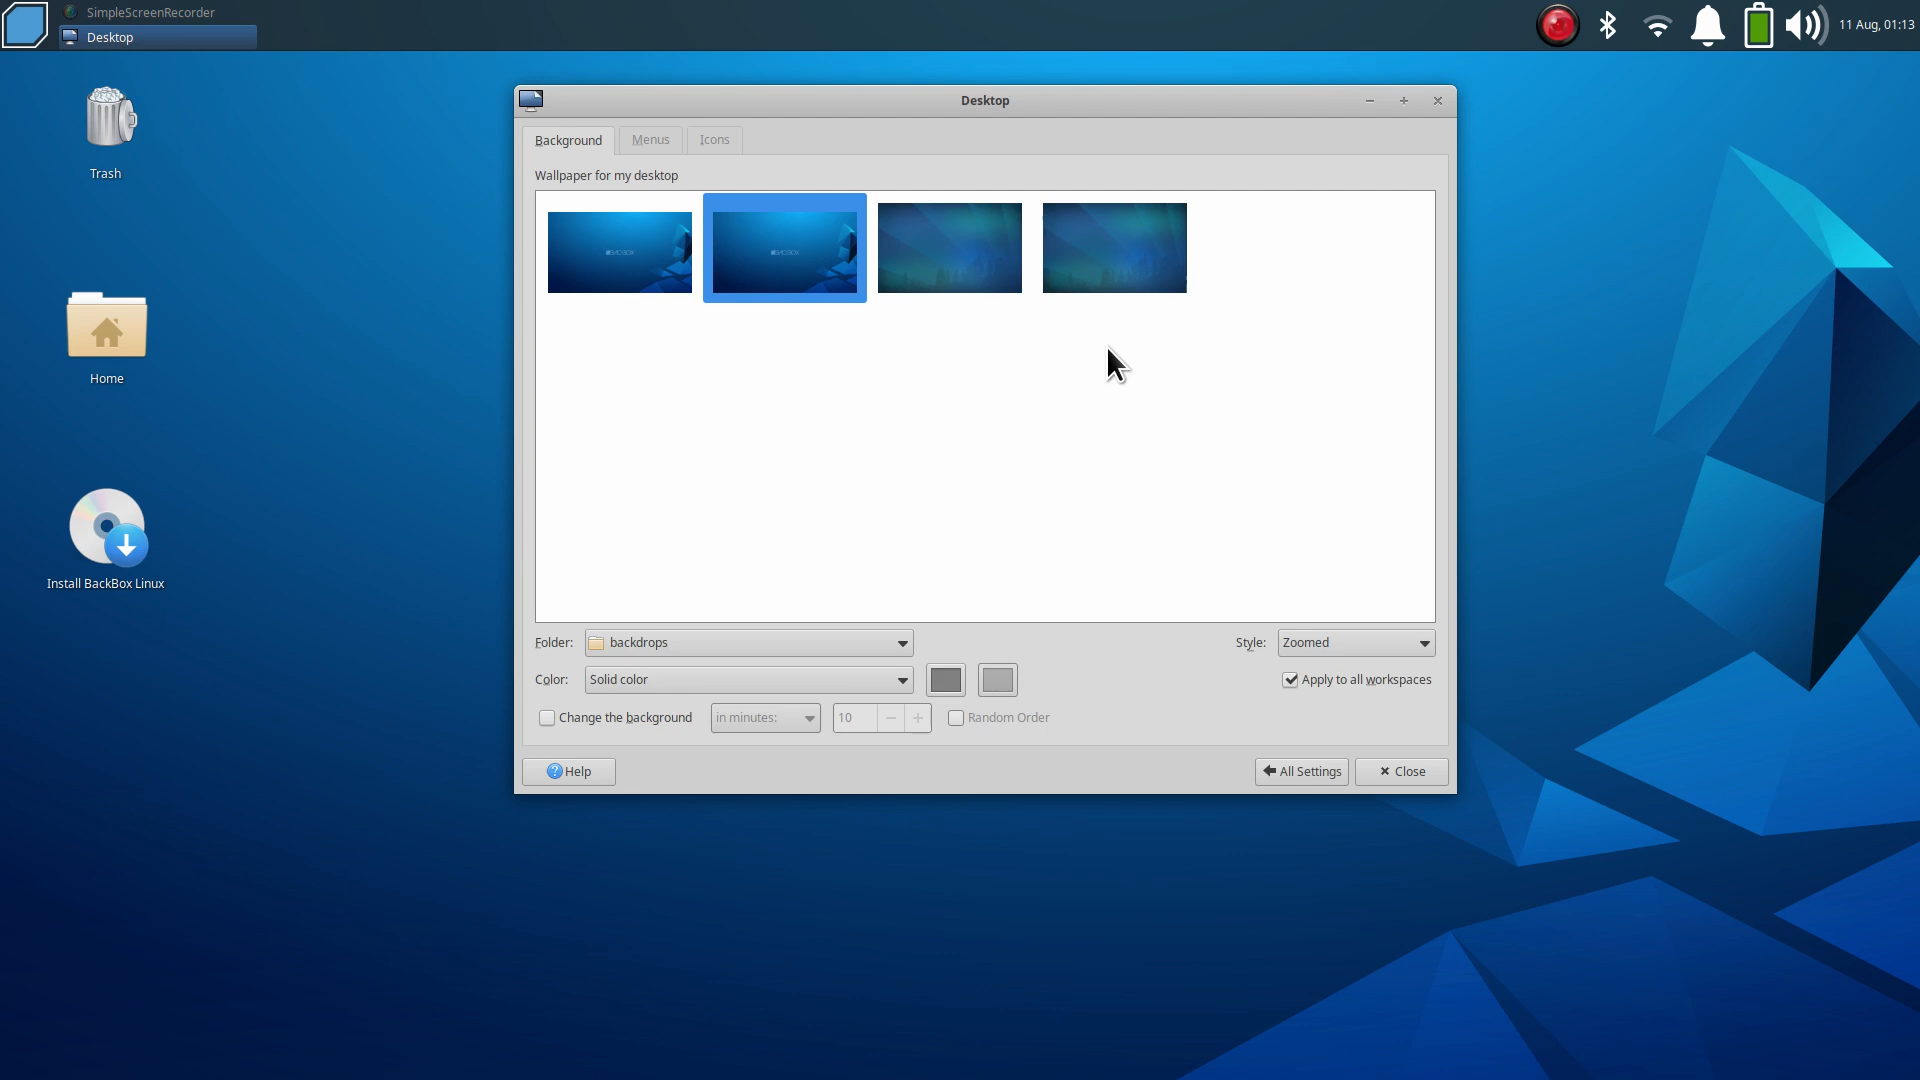 SimpleScreenRecorder
Desktop
11 Aug, 01:13
Trash
Home
Install BackBox Linux
Desktop
Background
Menus
Icons
Wallpaper for my desktop
Folder:
backdrops
Style:
Zoomed
Color:
Solid color
Apply to all workspaces
Change the background
in minutes:
10
Random Order
Help
All Settings
Close